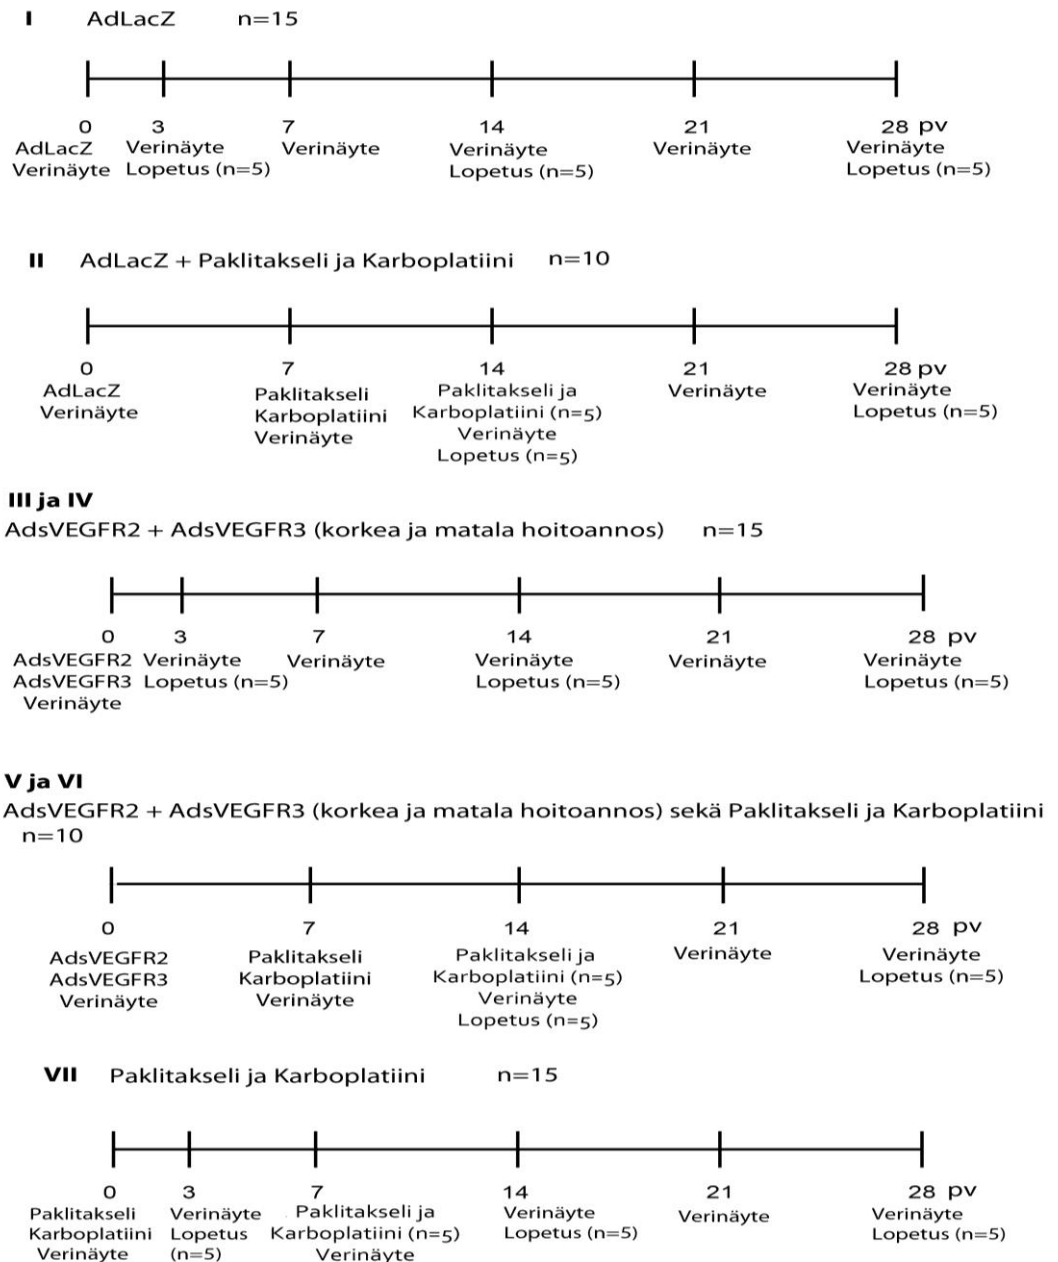 I AdLacZ n=15
0 3 7 14 21 28 pv
AdLacZ Verinäyte Verinäyte Verinäyte Verinäyte Verinäyte
Verinäyte Lopetus (n=5) Lopetus (n=5) Lopetus (n=5)
II AdLacZ + Paklitakseli ja Karboplatiini n=10
0 7 14 21 28 pv
AdLacZ Paklitakseli Paklitakseli ja Verinäyte Verinäyte
Verinäyte Karboplatiini Karboplatiini (n=5) Lopetus (n=5)
Verinäyte Verinäyte
Lopetus (n=5)
III ja IV
AdsVEGFR2 + AdsVEGFR3 (korkea ja matala hoitoannos) n=15
0 3 7 14 21 28 pv
AdsVEGFR2 Verinäyte Verinäyte Verinäyte Verinäyte Verinäyte
AdsVEGFR3 Lopetus (n=5) Lopetus (n=5) Lopetus (n=5)
Verinäyte
V ja VI
AdsVEGFR2 + AdsVEGFR3 (korkea ja matala hoitoannos) sekä Paklitakseli ja Karboplatiini
n=10
0 7 14 21 28 pv
AdsVEGFR2 Paklitakseli Paklitakseli ja Verinäyte Verinäyte
AdsVEGFR3 Karboplatiini Karboplatiini (n=5) Lopetus (n=5)
Verinäyte Verinäyte Verinäyte
Lopetus (n=5)
VII Paklitakseli ja Karboplatiini n=15
0 3 7 14 21 28 pv
Paklitakseli Verinäyte Paklitakseli ja Verinäyte Verinäyte Verinäyte
Karboplatiini Lopetus Karboplatiini (n=5) Lopetus (n=5) Lopetus (n=5)
Verinäyte (n=5) Verinäyte